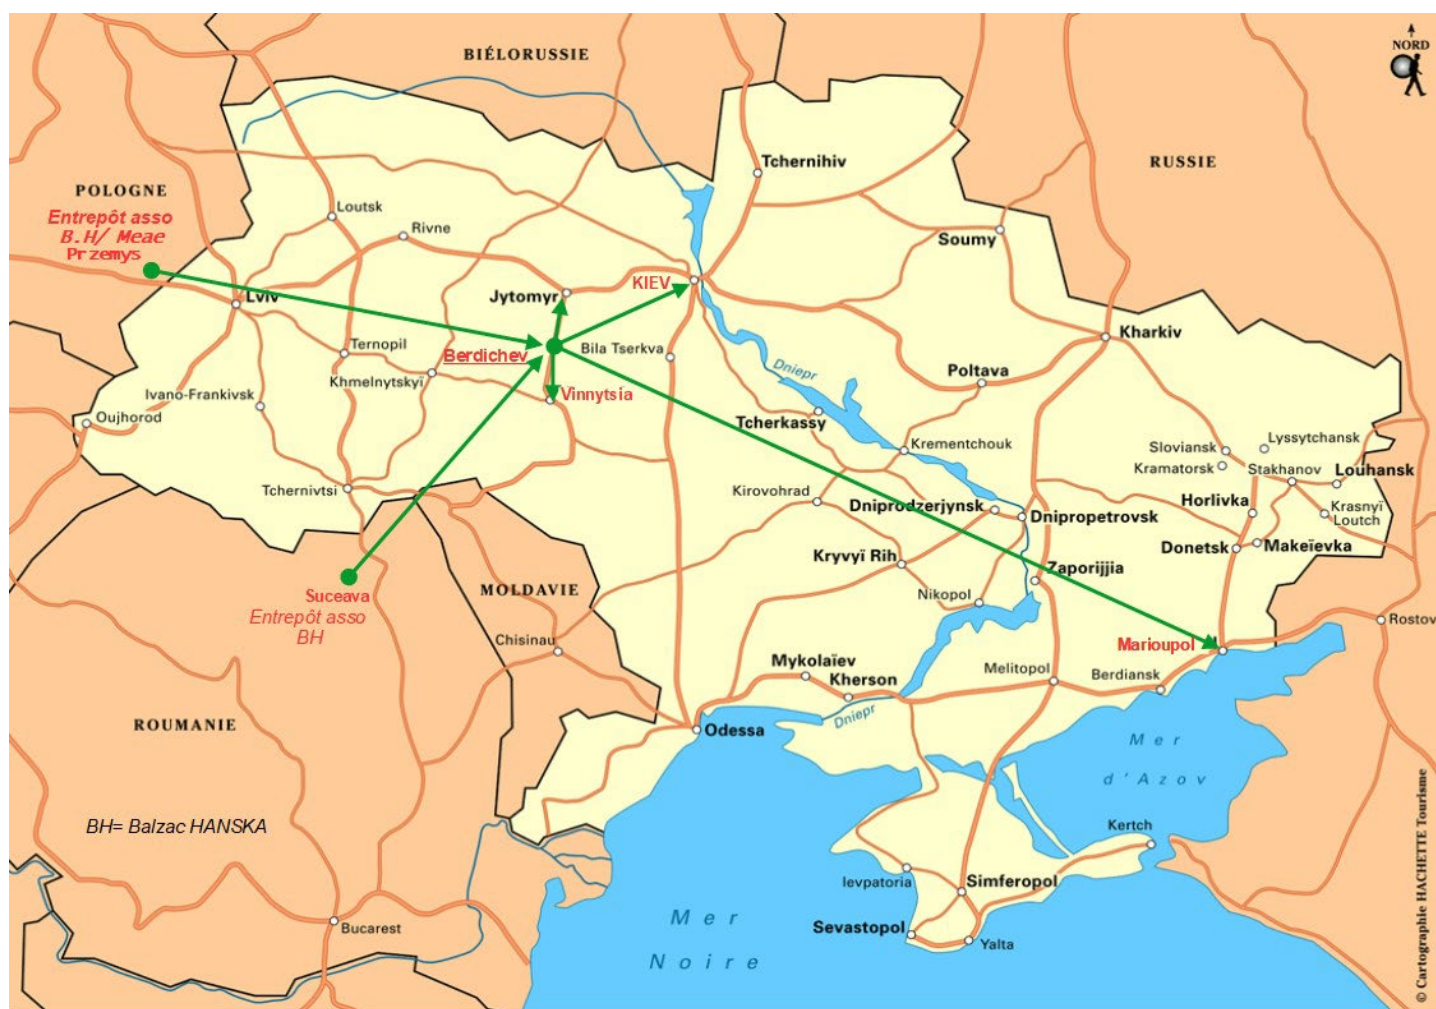 NORD
BIÉLORUSSIE
RUSSIE
Tchernihiv
POLOGNE
Entrepôt asso
B.H/ Meae
Przemys
Loutsk
Rivne
Soumy
Lviv
Jytomyr
KIEV
Kharkiv
Ternopil
Berdichev
Bila Tserkva
Dniepr
Poltava
Khmelnytskyï
Vinnytsia
Ivano-Frankivsk
Oujhorod
Tcherkassy
Krementchouk
Sloviansk
Lyssytchansk
Kramatorsk
Stakhanov
Louhansk
Tchernivtsi
Kirovohrad
Dniprodzerjynsk
Dnipropetrovsk
Horlivka
Krasnyï
Loutch
Donetsk
Makeïevka
Kryvyï Rih
Zaporijjia
Nikopol
Suceava
Entrepôt asso
BH
MOLDAVIE
Chisinau
Marioupol
Rostov
Mykolaïev
Kherson
Melitopol
Berdiansk
Dniepr
ROUMANIE
Odessa
Mer
d'Azov
BH= Balzac HANSKA
Kertch
Ievpatoria
Simferopol
Sevastopol
Yalta
Bucarest
Mer
Noire
© Cartographie HACHETTE Tourisme